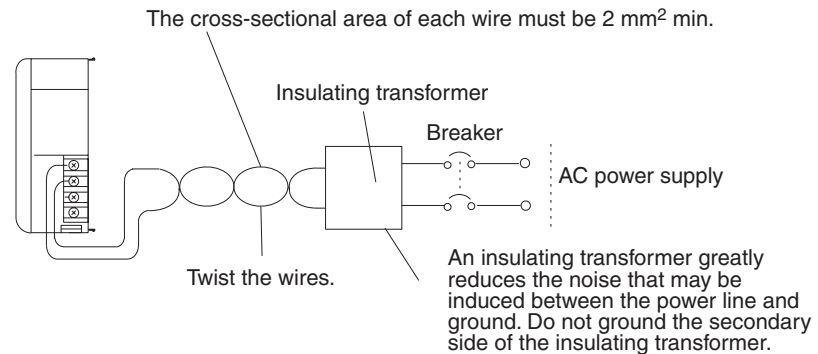 The cross-sectional area of each wire must be 2 mm² min.
Insulating transformer
Breaker
AC power supply
Twist the wires.
An insulating transformer greatly
reduces the noise that may be
induced between the power line and
ground. Do not ground the secondary
side of the insulating transformer.